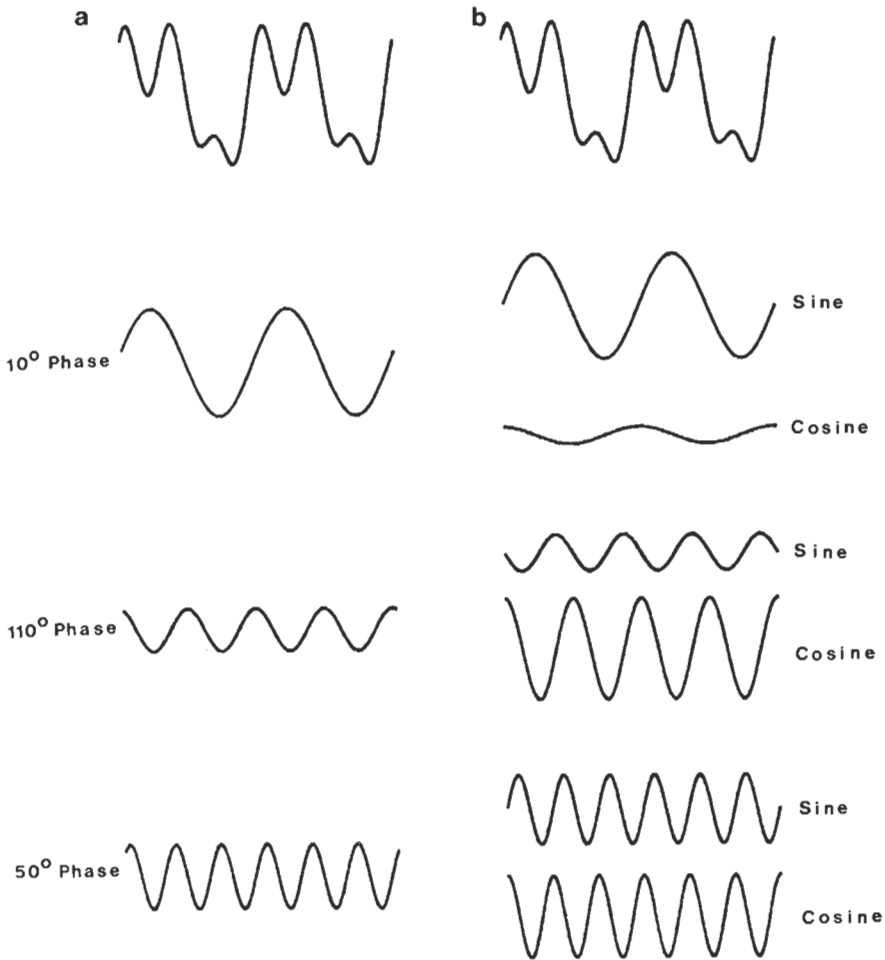 a
b
Sine
10° Phase
Cosine
Sine
110° Phase
Cosine
Sine
50° Phase
Cosine